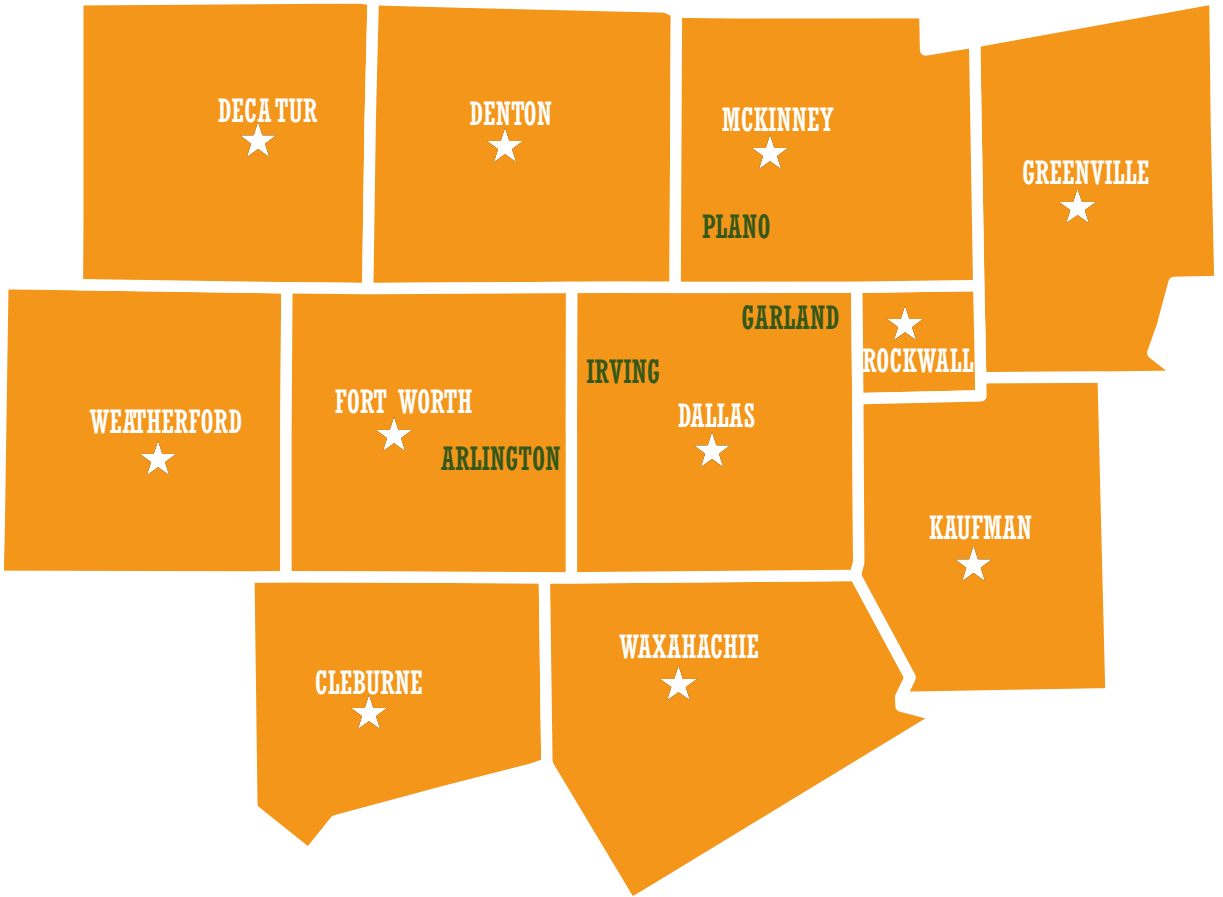 DECATUR
DENTON
MCKINNEY
GREENVILLE
PLANO
GARLAND
ROCKWALL
IRVING
FORT WORTH
DALLAS
WEATHERFORD
ARLINGTON
KAUFMAN
WAXAHACHIE
CLEBURNE